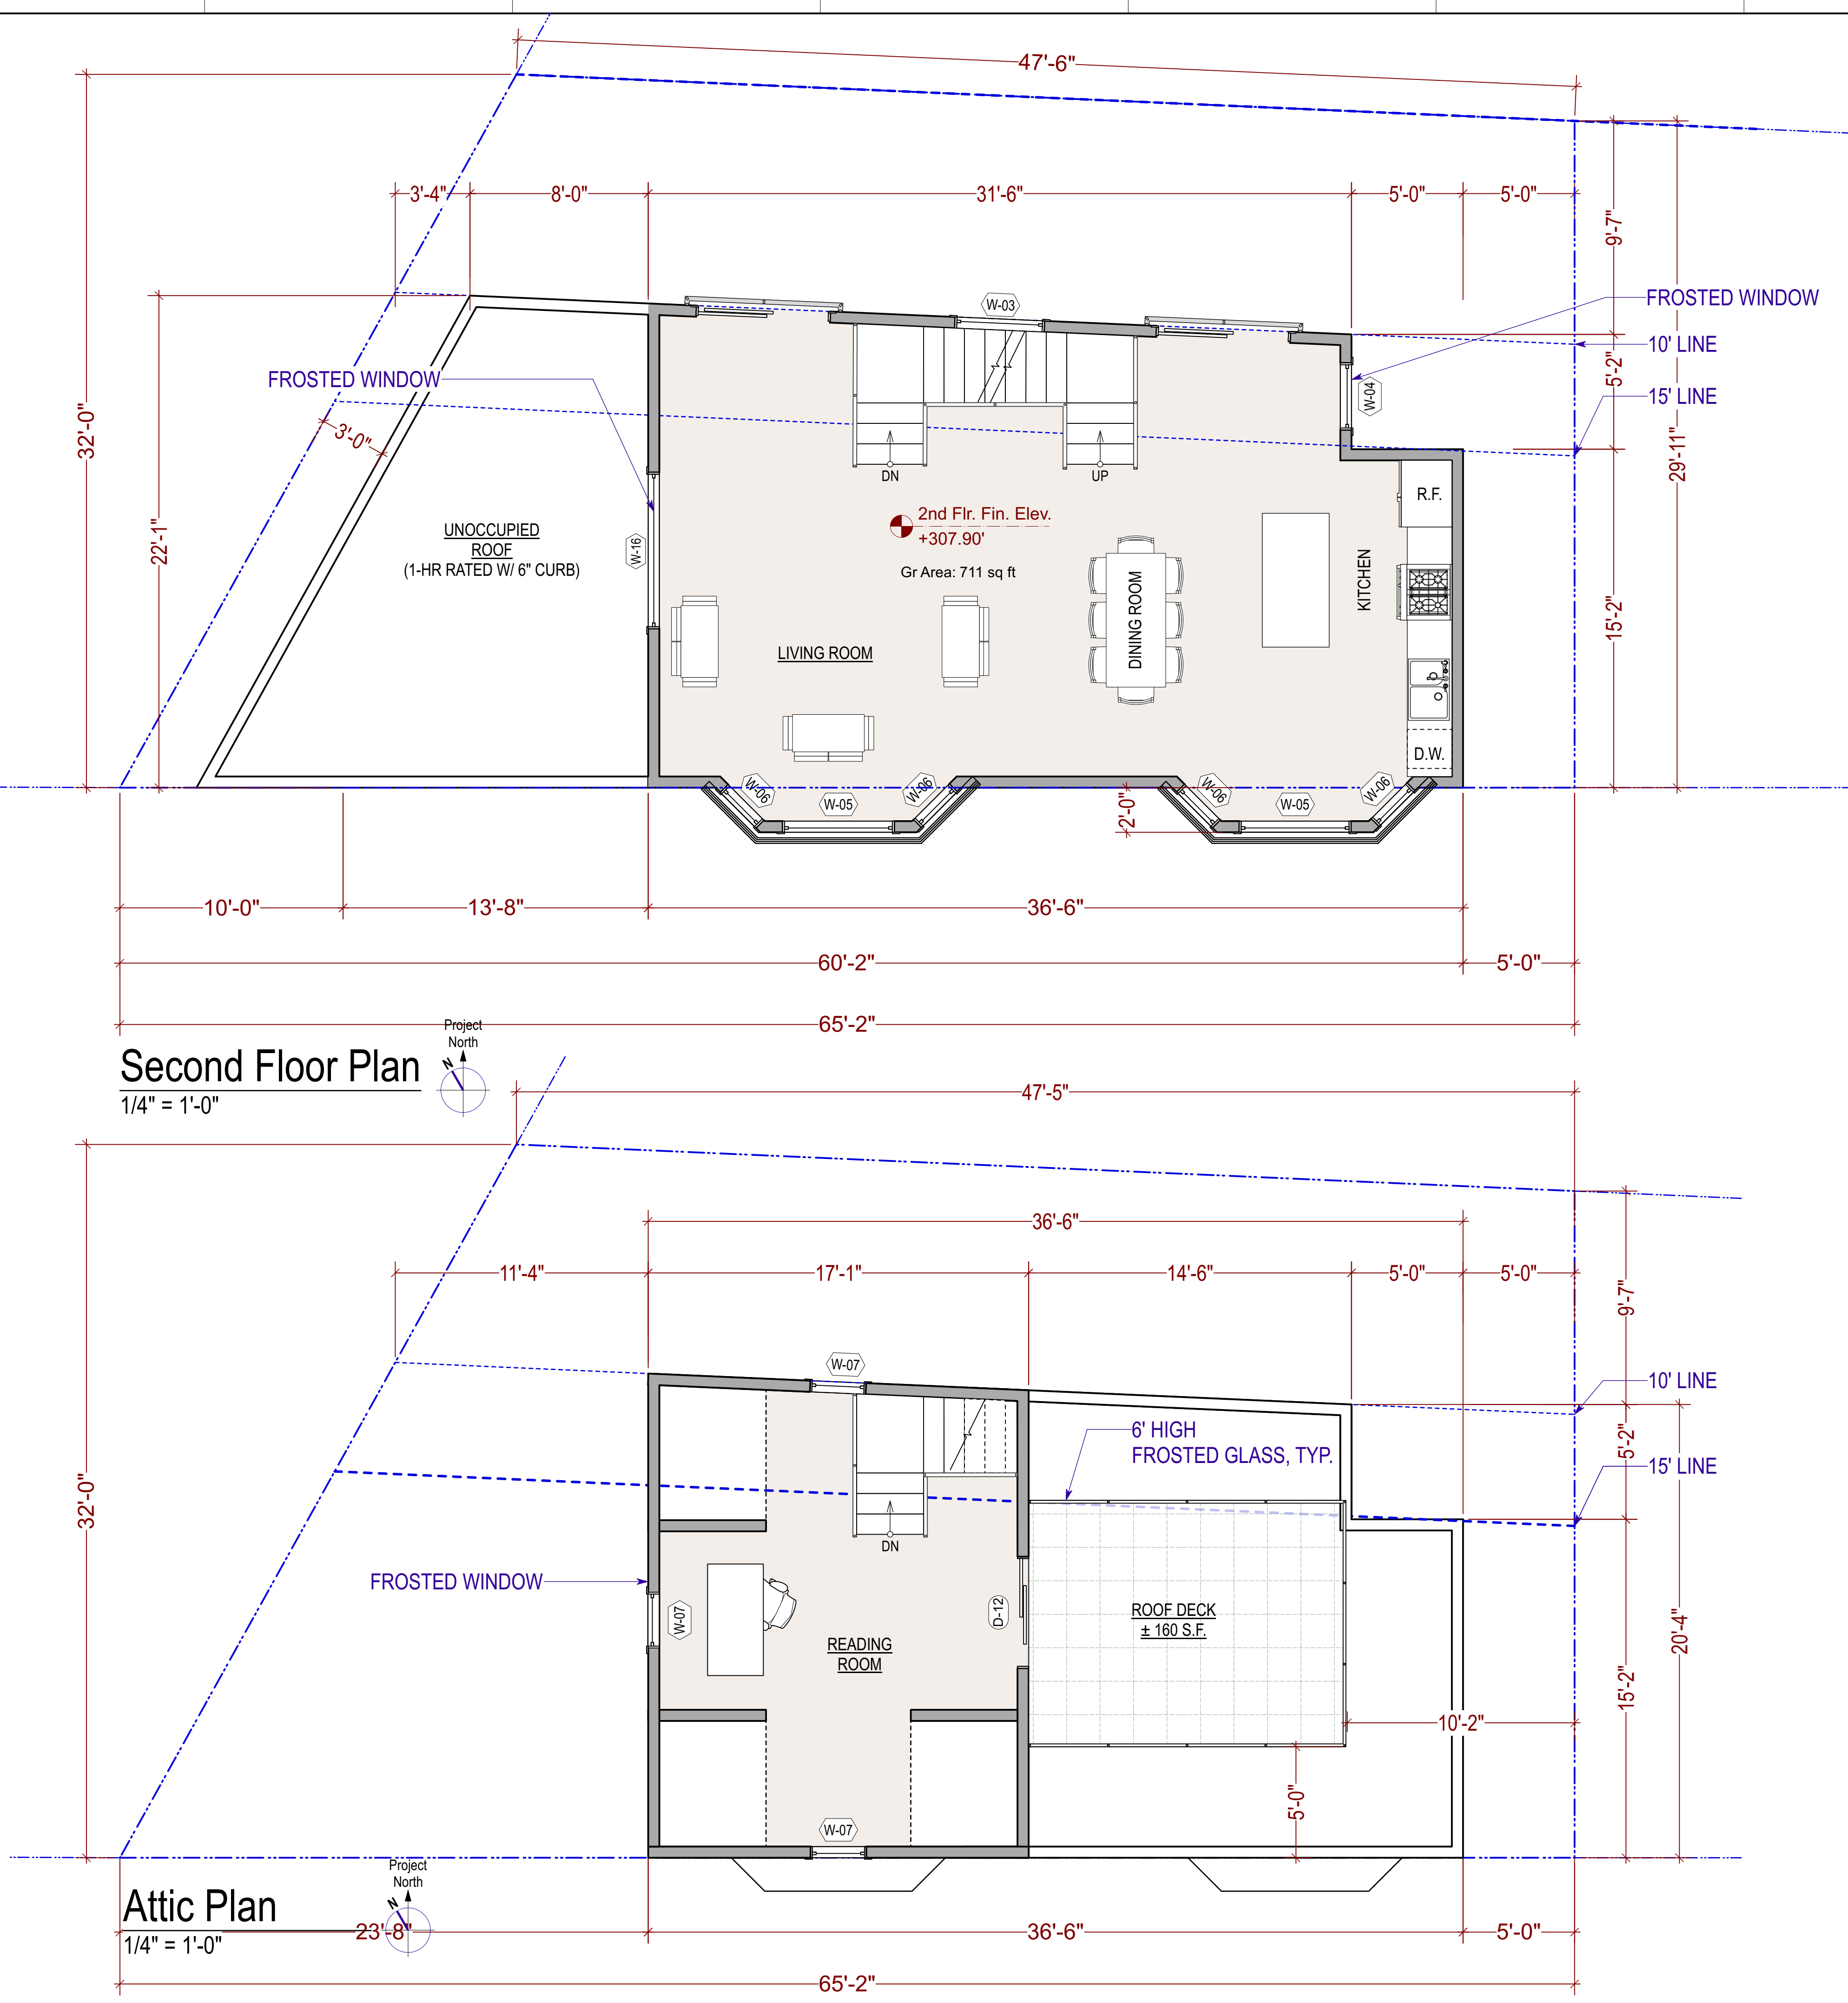 47'-6"
3'-4"
8'-0"
31'-6"
5'-0"
5'-0"
9'-7"
FROSTED WINDOW
W-03
10' LINE
5'-2"
FROSTED WINDOW
W-04
15' LINE
32'-0"
3'-0"
29'-11"
DN
UP
R.F.
2nd Flr. Fin. Elev.
+307.90'
22'-1"
UNOCCUPIED
ROOF
(1-HR RATED W/ 6" CURB)
W-16
Gr Area: 711 sq ft
KITCHEN
DINING ROOM
15'-2"
LIVING ROOM
D.W.
W-06
W-05
W-06
2'-0"
W-06
W-05
W-06
10'-0"
13'-8"
36'-6"
60'-2"
5'-0"
65'-2"
Project
North
N
Second Floor Plan
1/4" = 1'-0"
47'-5"
36'-6"
11'-4"
17'-1"
14'-6"
5'-0"
5'-0"
9'-7"
W-07
10' LINE
6' HIGH
FROSTED GLASS, TYP.
5'-2"
15' LINE
32'-0"
DN
FROSTED WINDOW
W-07
D-12
ROOF DECK
± 160 S.F.
READING
ROOM
20'-4"
15'-2"
10'-2"
5'-0"
W-07
Project
North
N
Attic Plan
1/4" = 1'-0"
23'-8"
36'-6"
5'-0"
65'-2"